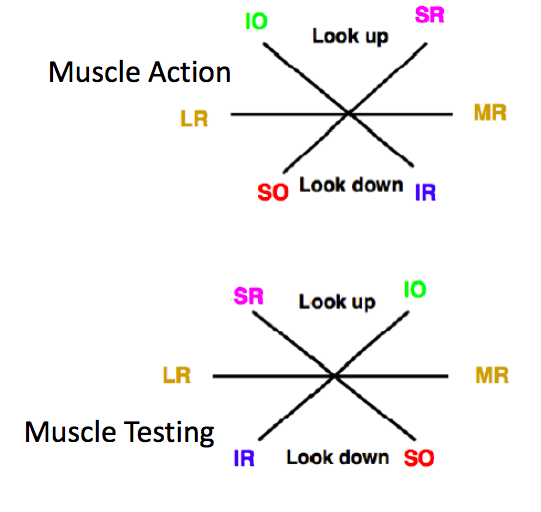 IO
SR
Look up
Muscle Action
LR
MR
SO
Look down
IR
SR
Look up
IO
LR
MR
Muscle Testing
IR
Look down
SO